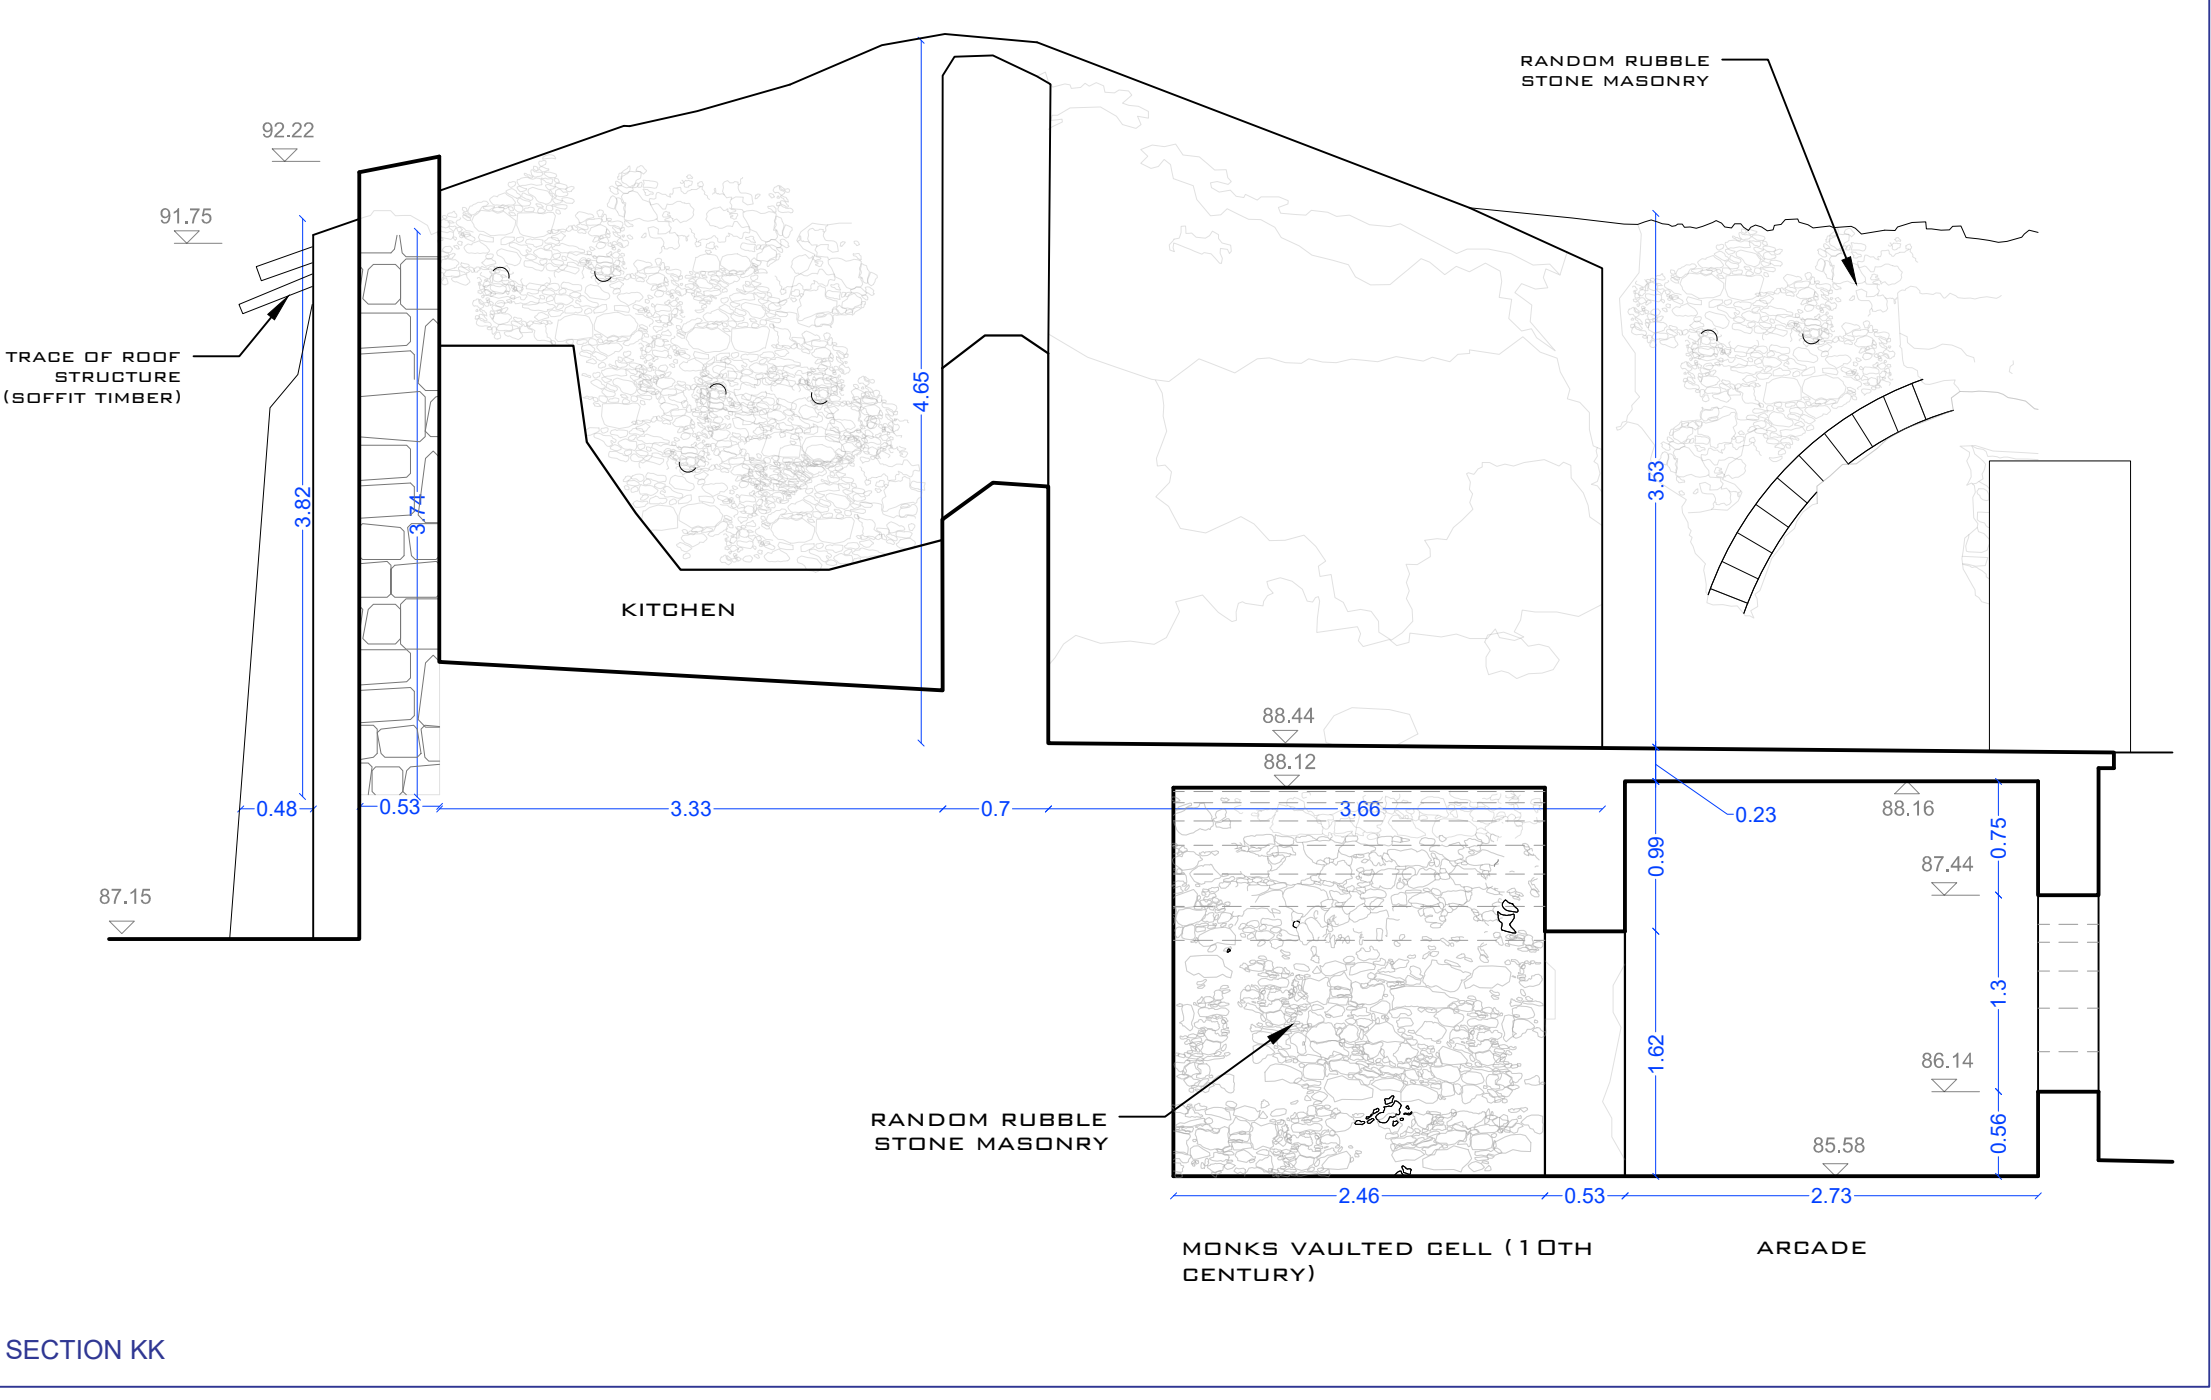 RANDOM RUBBLE
STONE MASONRY
92.22
91.75
TRACE OF ROOF
STRUCTURE
(SOFFIT TIMBER)
4.65
3.82
3.74
3.53
KITCHEN
88.44
88.12
0.48
0.53
3.33
0.7
3.66
0.23
88.16
0.75
0.99
87.44
87.15
1.3
1.62
86.14
0.56
RANDOM RUBBLE
STONE MASONRY
85.58
2.46
0.53
2.73
MONKS VAULTED CELL (10TH
CENTURY)
ARCADE
SECTION KK